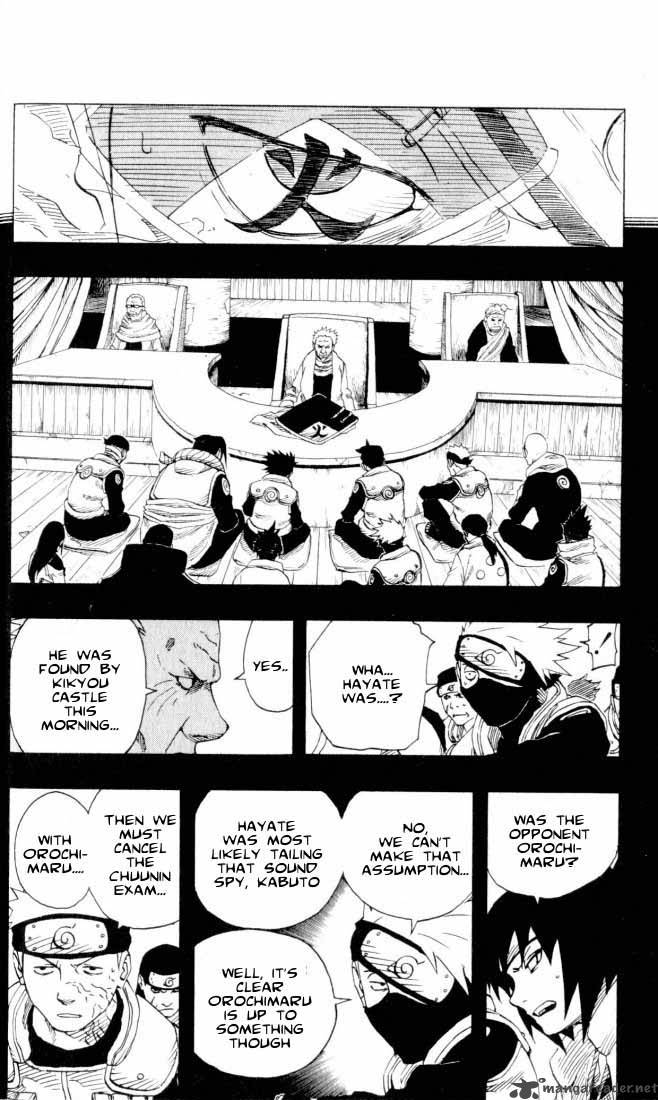 火
火
!
WHA...
HAYATE
WAS....?
YES..
HE WAS
FOUND BY
KIKYOU
CASTLE
THIS
MORNING...
WAS THE
OPPONENT
OROCHI-
MARU?
NO,
WE CAN'T
MAKE THAT
ASSUMPTION...
HAYATE
WAS MOST
LIKELY TAILING
THAT SOUND
SPY, KABUTO
WELL, IT'S
CLEAR
OROCHIMARU
IS UP TO
SOMETHING
THOUGH
THEN WE
MUST
CANCEL
THE
CHUUNIN
EXAM...
WITH
OROCHI-
MARU....
mangareader.net